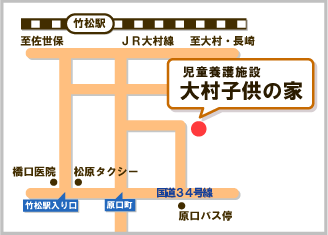 竹松駅
至佐世保
ＪＲ大村線
至大村・長崎
児童養護施設
大村子供の家
橋口医院
松原タクシー
竹松駅入り口
原口町
国道３４号線
原口バス停